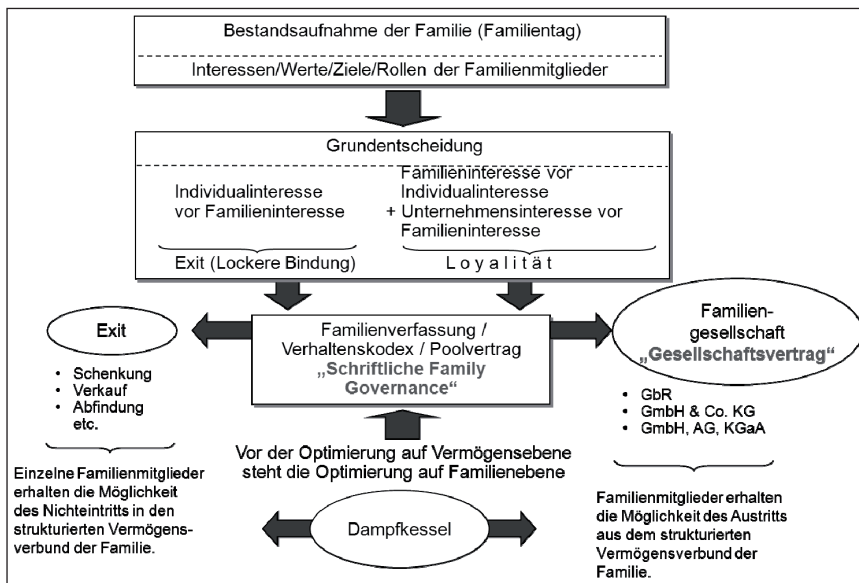 Bestandsaufnahme der Familie (Familientag)
Interessen/Werte/Ziele/Rollen der Familienmitglieder
Grundentscheidung
Individualinteresse
vor Familieninteresse
Familieninteresse vor
Individualinteresse
+ Unternehmensinteresse vor
Familieninteresse
Exit (Lockere Bindung)
Loyalität
Exit
Familienverfassung /
Verhaltenskodex / Poolvertrag
„Schriftliche Family
Governance“
Familien-
gesellschaft
„Gesellschaftsvertrag“
• Schenkung
• Verkauf
• Abfindung
etc.
• GbR
• GmbH & Co. KG
• GmbH, AG, KGaA
Vor der Optimierung auf Vermögensebene
steht die Optimierung auf Familienebene
Einzelne Familienmitglieder
erhalten die Möglichkeit
des Nichteintritts in den
strukturierten Vermögens-
verbund der Familie.
Dampfkessel
Familienmitglieder erhalten
die Möglichkeit des Austritts
aus dem strukturierten
Vermögensverbund der
Familie.